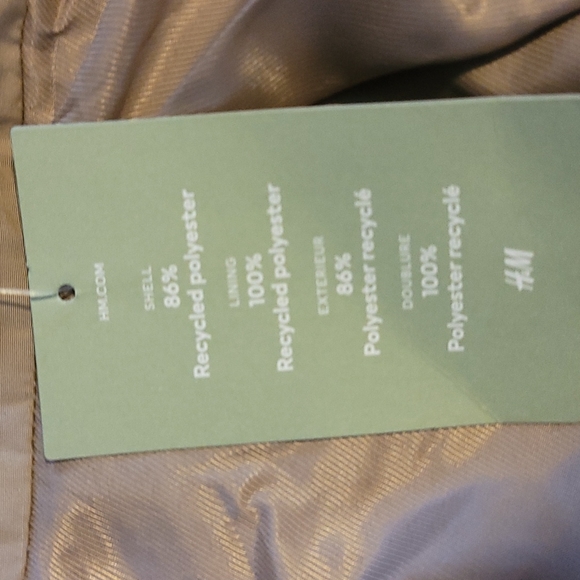 HM.COM
SHELL
86%
Recycled polyester
LINING
100%
Recycled polyester
EXTERIEUR
86%
Polyester recyclé
DOUBLURE
100%
Polyester recyclé
H&M